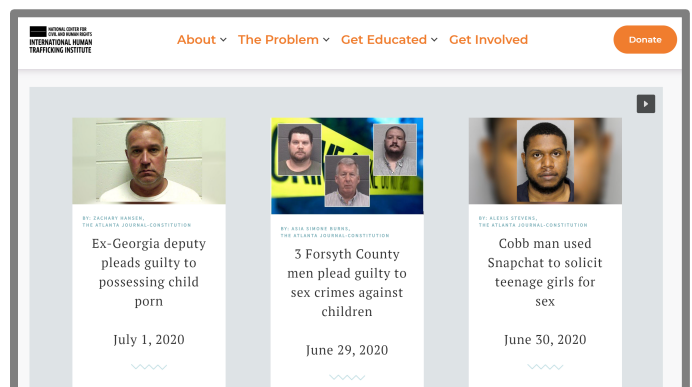 NATIONAL CENTER FOR
CIVIL AND HUMAN RIGHTS
INTERNATIONAL HUMAN
TRAFFICKING INSTITUTE
About The Problem Get Educated Get Involved
Donate
BY: ZACHARY HANSEN,
THE ATLANTA JOURNAL-CONSTITUTION
Ex-Georgia deputy
pleads guilty to
possessing child
porn
July 1, 2020
CRIME
DO
BY: ASIA SIMONE BURNS,
THE ATLANTA JOURNAL-CONSTITUTION
3 Forsyth County
men plead guilty to
sex crimes against
children
June 29, 2020
BY: ALEXIS STEVENS,
THE ATLANTA JOURNAL-CONSTITUTION
Cobb man used
Snapchat to solicit
teenage girls for
sex
June 30, 2020